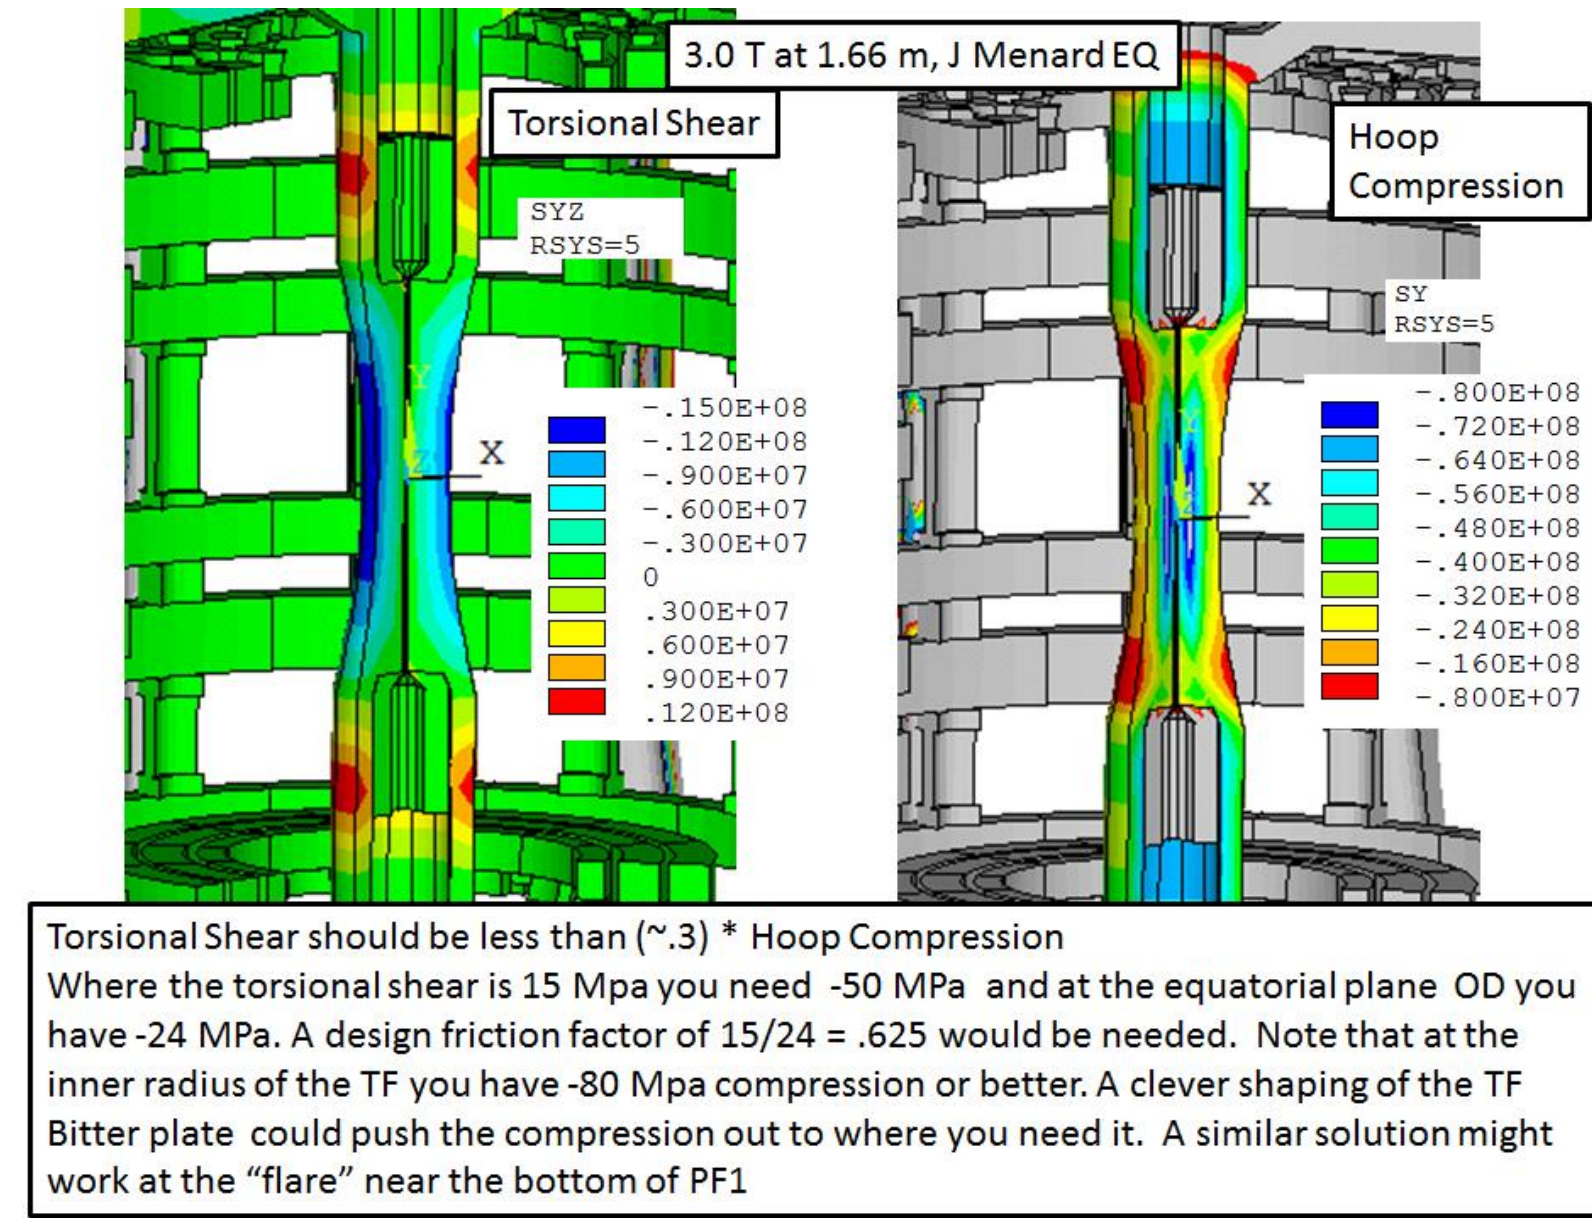 3.0 T at 1.66 m, J Menard EQ
Torsional Shear
SYZ
RSYS=5
Y
Z
X
-.150E+08
-.120E+08
-.900E+07
-.600E+07
-.300E+07
0
.300E+07
.600E+07
.900E+07
.120E+08
Hoop
Compression
SY
RSYS=5
Y
Z
X
-.800E+08
-.720E+08
-.640E+08
-.560E+08
-.480E+08
-.400E+08
-.320E+08
-.240E+08
-.160E+08
-.800E+07
Torsional Shear should be less than (~.3) * Hoop Compression
Where the torsional shear is 15 Mpa you need -50 MPa and at the equatorial plane OD you
have -24 MPa. A design friction factor of 15/24 = .625 would be needed. Note that at the
inner radius of the TF you have -80 Mpa compression or better. A clever shaping of the TF
Bitter plate could push the compression out to where you need it. A similar solution might
work at the “flare” near the bottom of PF1